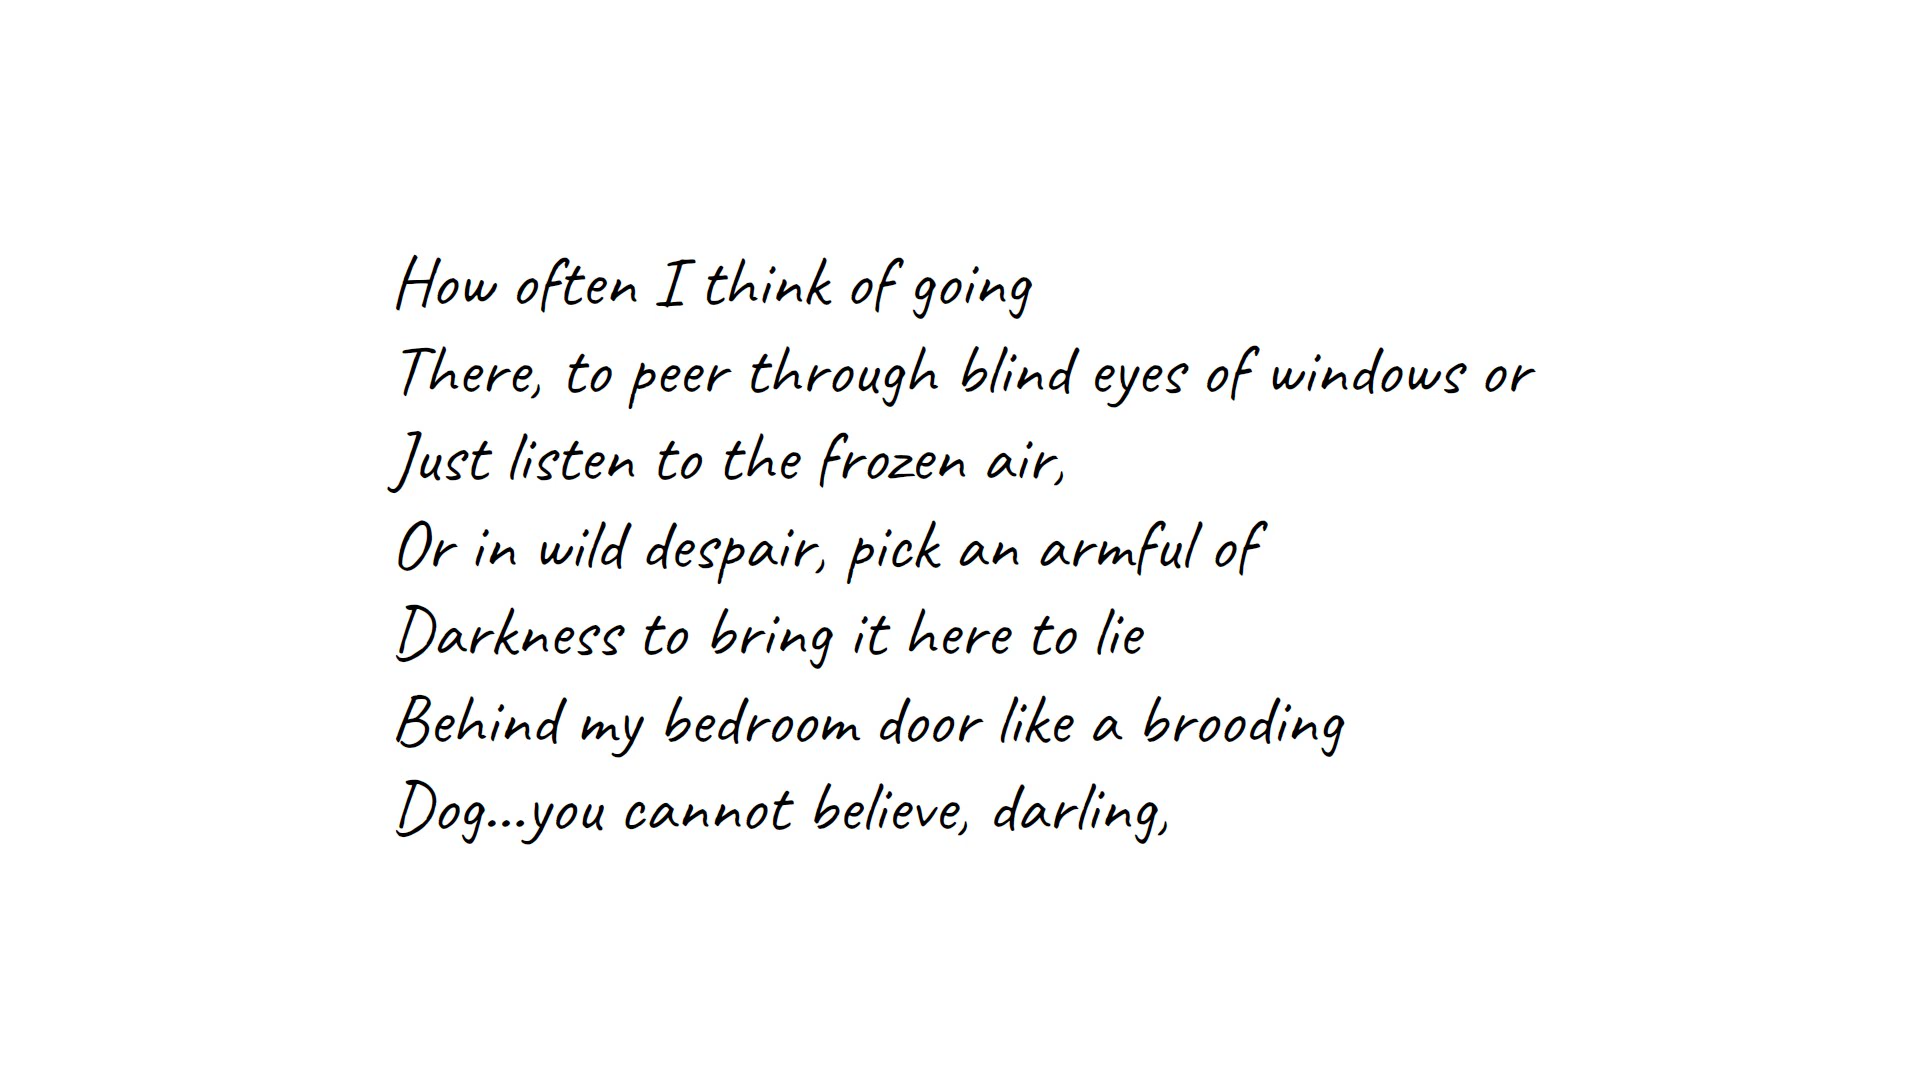 How often I think of going
There, to peer through blind eyes of windows or
Just listen to the frozen air,
Or in wild despair, pick an armful of
Darkness to bring it here to lie
Behind my bedroom door like a brooding
Dog...you cannot believe, darling,